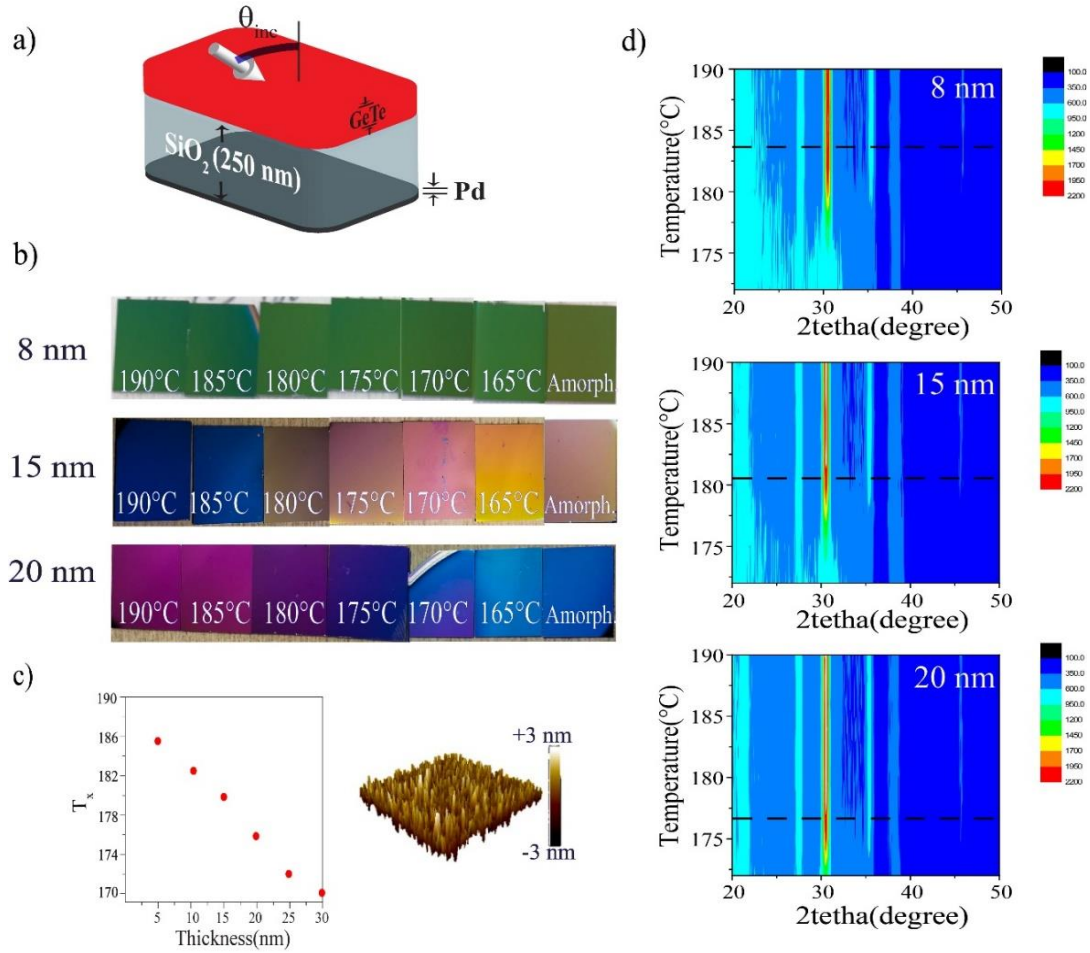 a)
θinc
GeTe
SiO2 (250 nm)
Pd
b)
8 nm
190°C 185°C 180°C 175°C 170°C 165°C Amorph.
15 nm
190°C 185°C 180°C 175°C 170°C 165°C Amorph.
20 nm
190°C 185°C 180°C 175°C 170°C 165°C Amorph.
c)
190
186
182
178
174
170
Tx
5 10 15 20 25 30
Thickness(nm)
+3 nm
-3 nm
d)
8 nm
190
185
180
175
Temperature(°C)
20 30 40 50
2tetha(degree)
100.0
350.0
600.0
950.0
1200
1450
1700
1950
2200
15 nm
190
185
180
175
Temperature(°C)
20 30 40 50
2tetha(degree)
100.0
350.0
600.0
950.0
1200
1450
1700
1950
2200
20 nm
190
185
180
175
Temperature(°C)
20 30 40 50
2tetha(degree)
100.0
350.0
600.0
950.0
1200
1450
1700
1950
2200